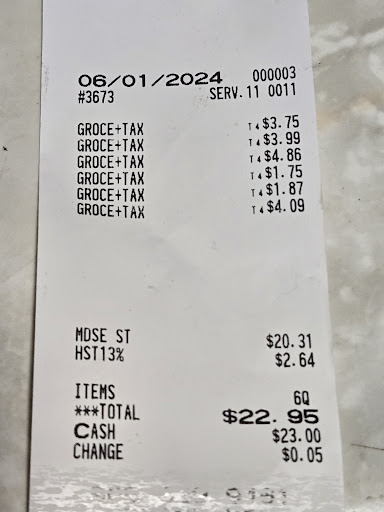 06/01/2024 000003
#3673 SERV. 11 0011
GROCE+TAX T4 $3.75
GROCE+TAX T4 $3.99
GROCE+TAX T4 $4.86
GROCE+TAX T4 $1.75
GROCE+TAX T4 $1.87
GROCE+TAX T4 $4.09
MDSE ST $20.31
HST13% $2.64
ITEMS 6Q
***TOTAL $22.95
CASH $23.00
CHANGE $0.05